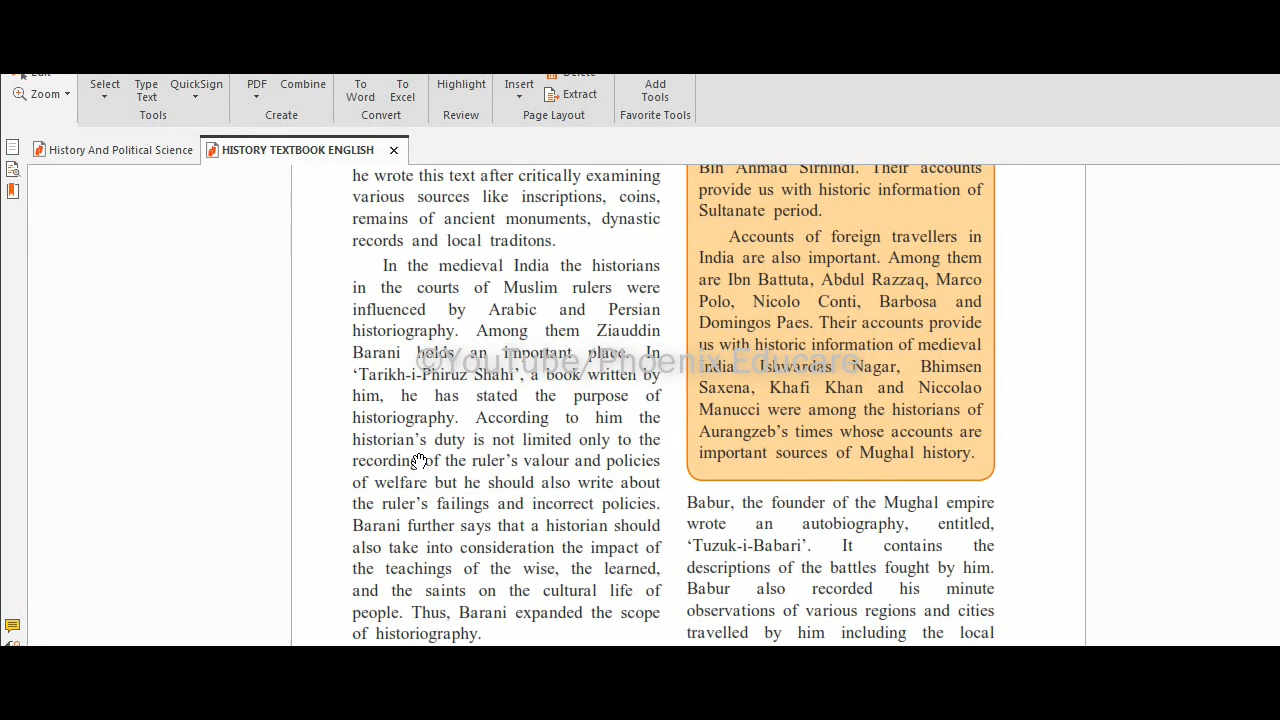 Select
Type
Text
QuickSign
Tools
PDF
Combine
Create
To
Word
To
Excel
Convert
Highlight
Review
Insert
Delete
Extract
Page Layout
Add
Tools
Favorite Tools
Edit
Zoom
History And Political Science
HISTORY TEXTBOOK ENGLISH
he wrote this text after critically examining
various sources like inscriptions, coins,
remains of ancient monuments, dynastic
records and local traditons.
In the medieval India the historians
in the courts of Muslim rulers were
influenced by Arabic and Persian
historiography. Among them Ziauddin
Barani holds an important place. In
‘Tarikh-i-Phiruz Shahi’, a book written by
him, he has stated the purpose of
historiography. According to him the
historian’s duty is not limited only to the
recording of the ruler’s valour and policies
of welfare but he should also write about
the ruler’s failings and incorrect policies.
Barani further says that a historian should
also take into consideration the impact of
the teachings of the wise, the learned,
and the saints on the cultural life of
people. Thus, Barani expanded the scope
of historiography.
Bin Ahmad Sirhindi. Their accounts
provide us with historic information of
Sultanate period.
Accounts of foreign travellers in
India are also important. Among them
are Ibn Battuta, Abdul Razzaq, Marco
Polo, Nicolo Conti, Barbosa and
Domingos Paes. Their accounts provide
us with historic information of medieval
India. Ishwardas Nagar, Bhimsen
Saxena, Khafi Khan and Niccolao
Manucci were among the historians of
Aurangzeb’s times whose accounts are
important sources of Mughal history.
Babur, the founder of the Mughal empire
wrote an autobiography, entitled,
‘Tuzuk-i-Babari’. It contains the
descriptions of the battles fought by him.
Babur also recorded his minute
observations of various regions and cities
travelled by him including the local
©YouTube/Phoenix Educare